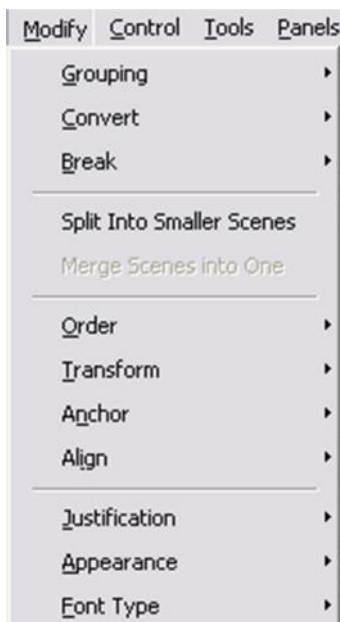 Modify Control Tools Panels
Grouping
Convert
Break
Split Into Smaller Scenes
Merge Scenes into One
Order
Transform
Anchor
Align
Justification
Appearance
Font Type